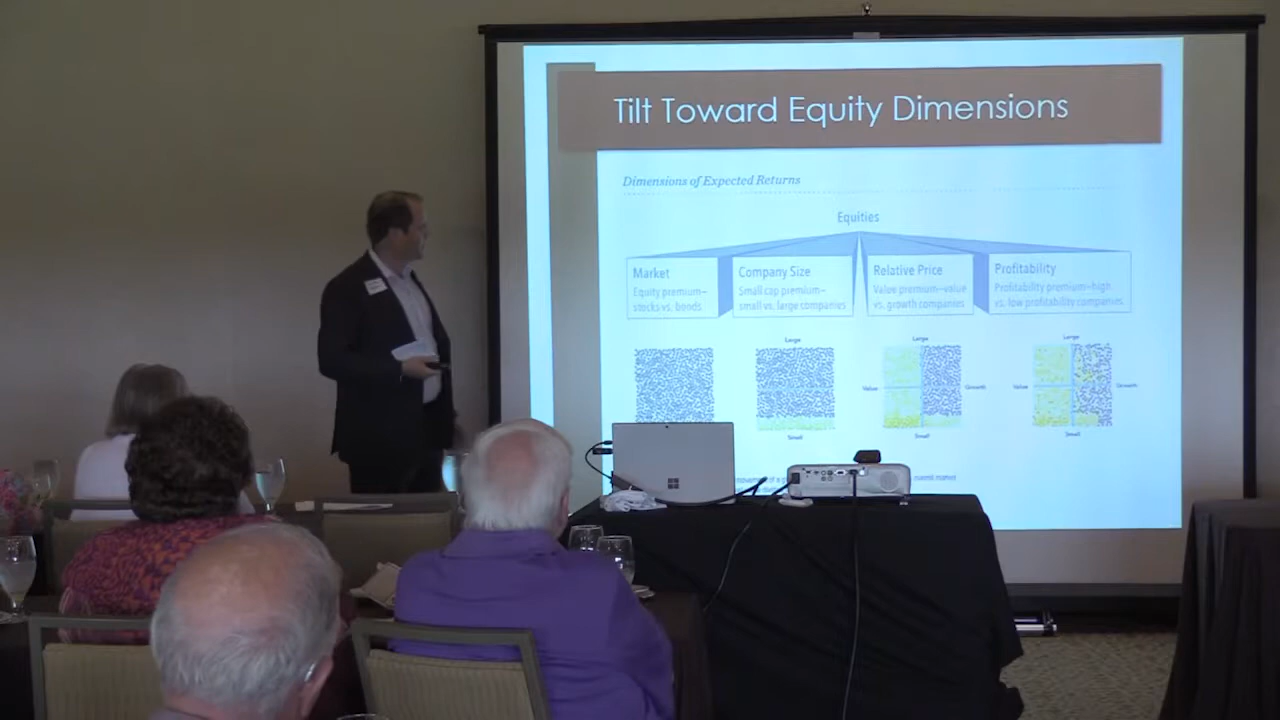 Tilt Toward Equity Dimensions
Dimensions of Expected Returns
Equities
Market
Equity premium—
stocks vs. bonds
Company Size
Small cap premium—
small vs. large companies
Relative Price
Value premium—value
vs. growth companies
Profitability
Profitability premium—high
vs. low profitability companies
Large
Small
Large
Value
Growth
Small
Large
Value
Growth
Small